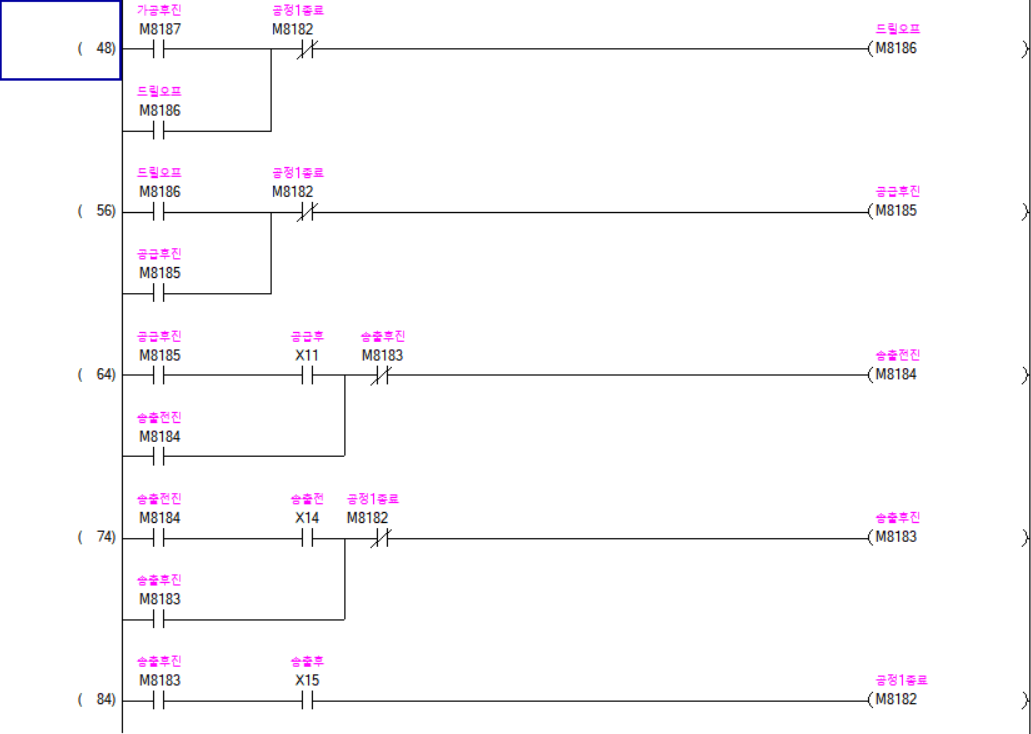 가공후진 공정1종료 드릴오프
M8187 M8182
( 48) (M8186 )
드릴오프
M8186
드릴오프 공정1종료 공급후진
M8186 M8182
( 56) (M8185 )
공급후진
M8185
공급후진 공급후 송출후진 송출전진
M8185 X11 M8183
( 64) (M8184 )
송출전진
M8184
송출전진 송출전 공정1종료 송출후진
M8184 X14 M8182
( 74) (M8183 )
송출후진
M8183
송출후진 송출후 공정1종료
M8183 X15
( 84) (M8182 )